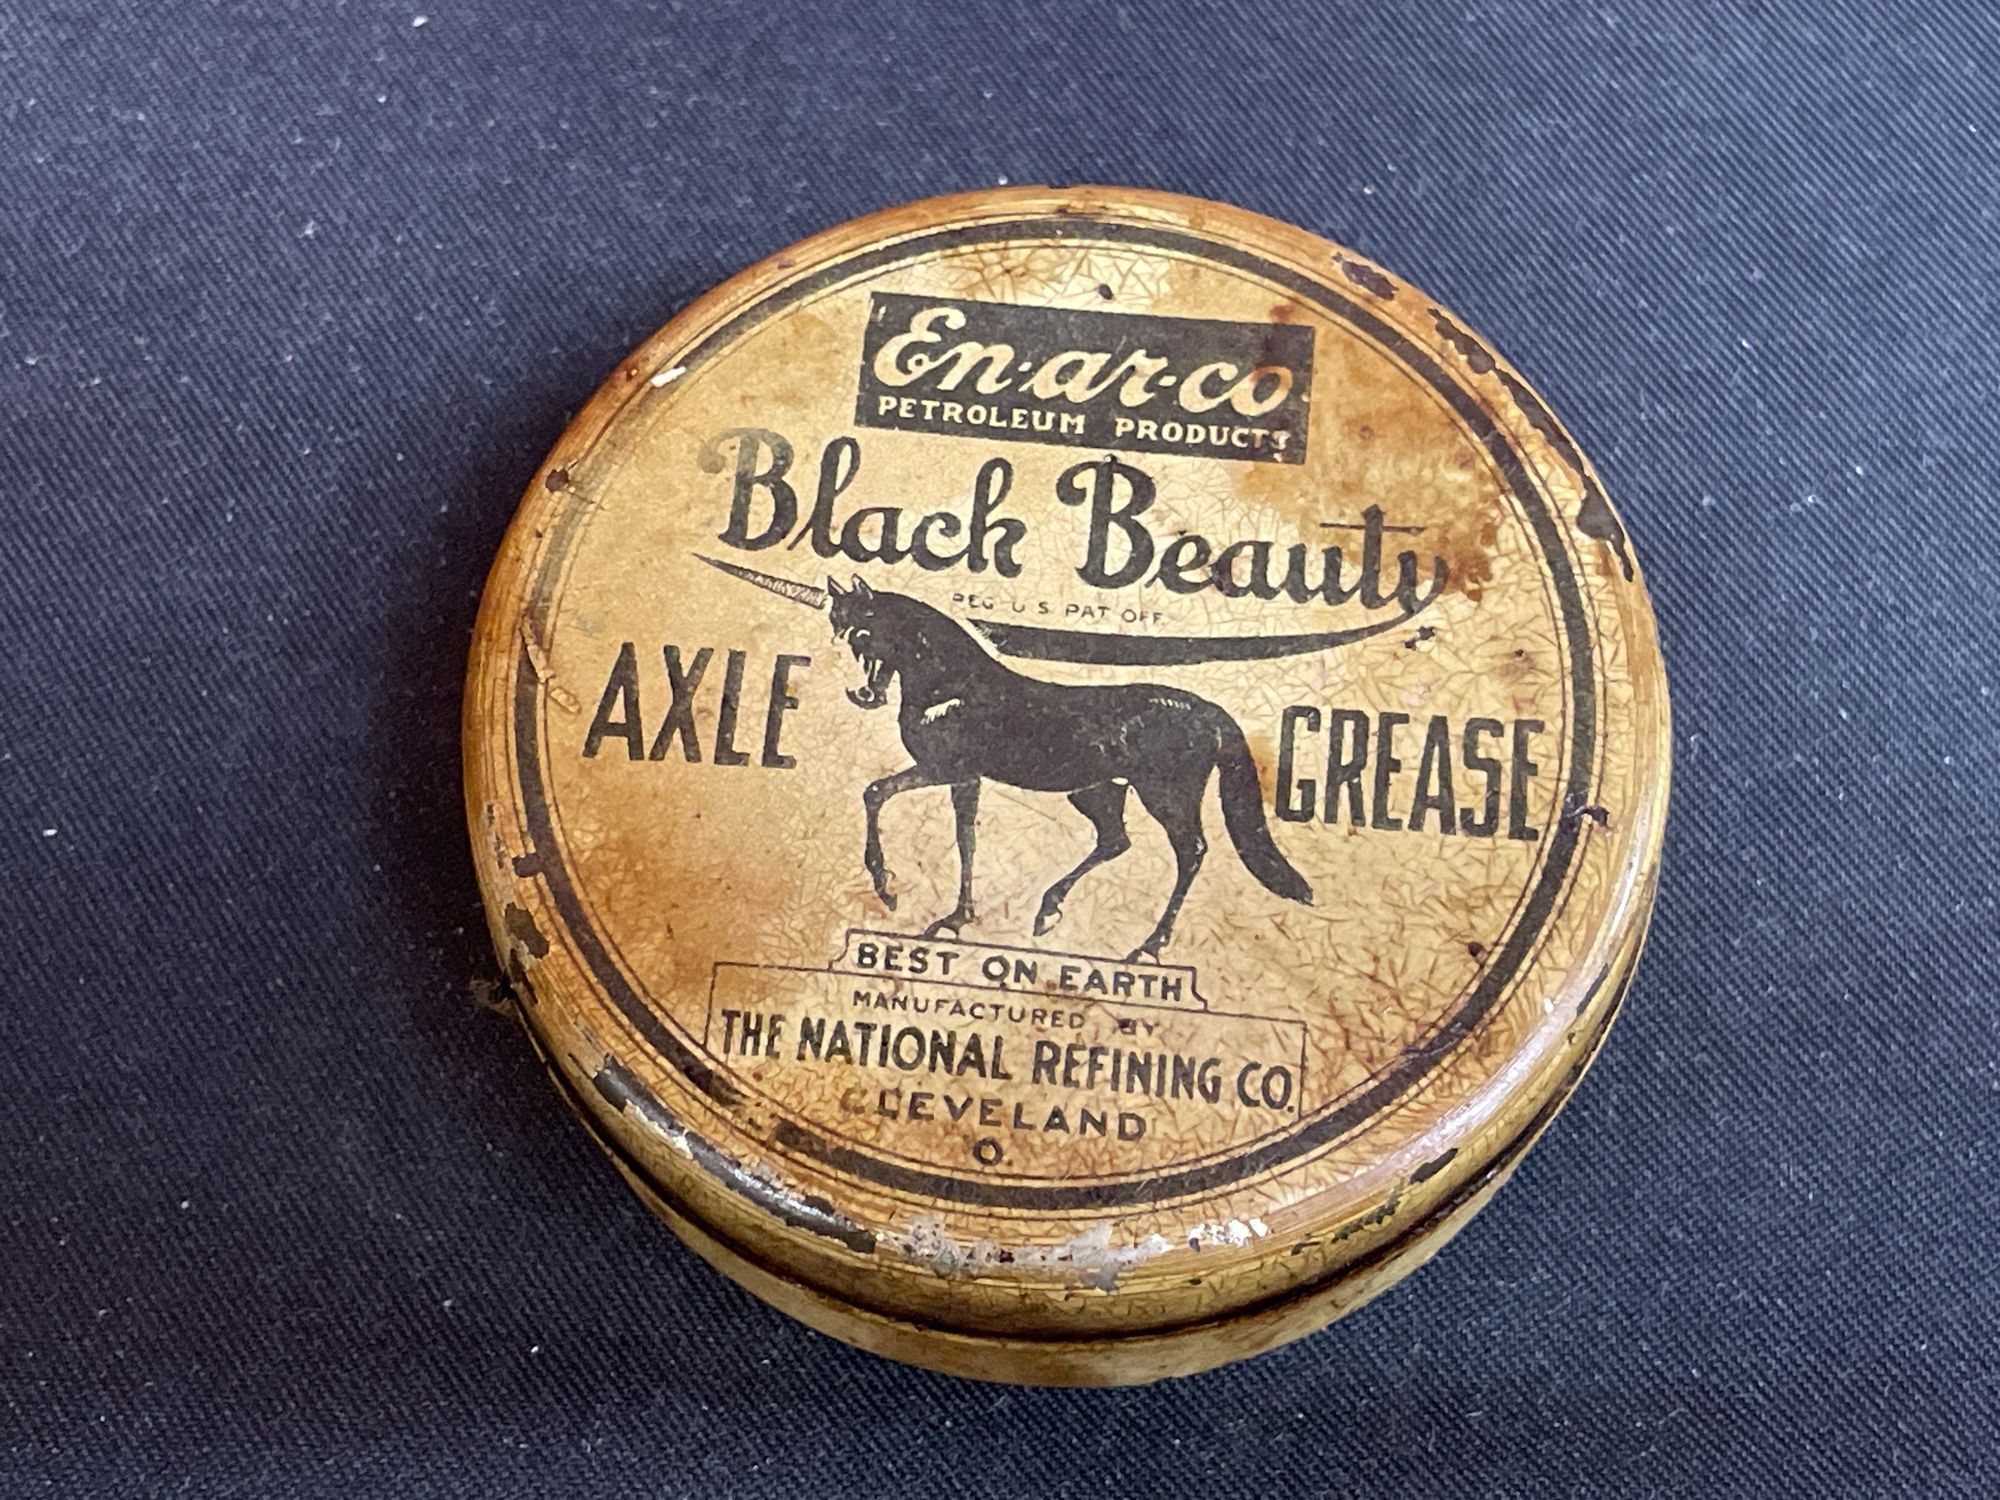 En·ar·co
PETROLEUM PRODUCTS
Black Beauty
REG U S PAT OFF
AXLE GREASE
BEST ON EARTH
MANUFACTURED BY
THE NATIONAL REFINING CO.
CLEVELAND
O.